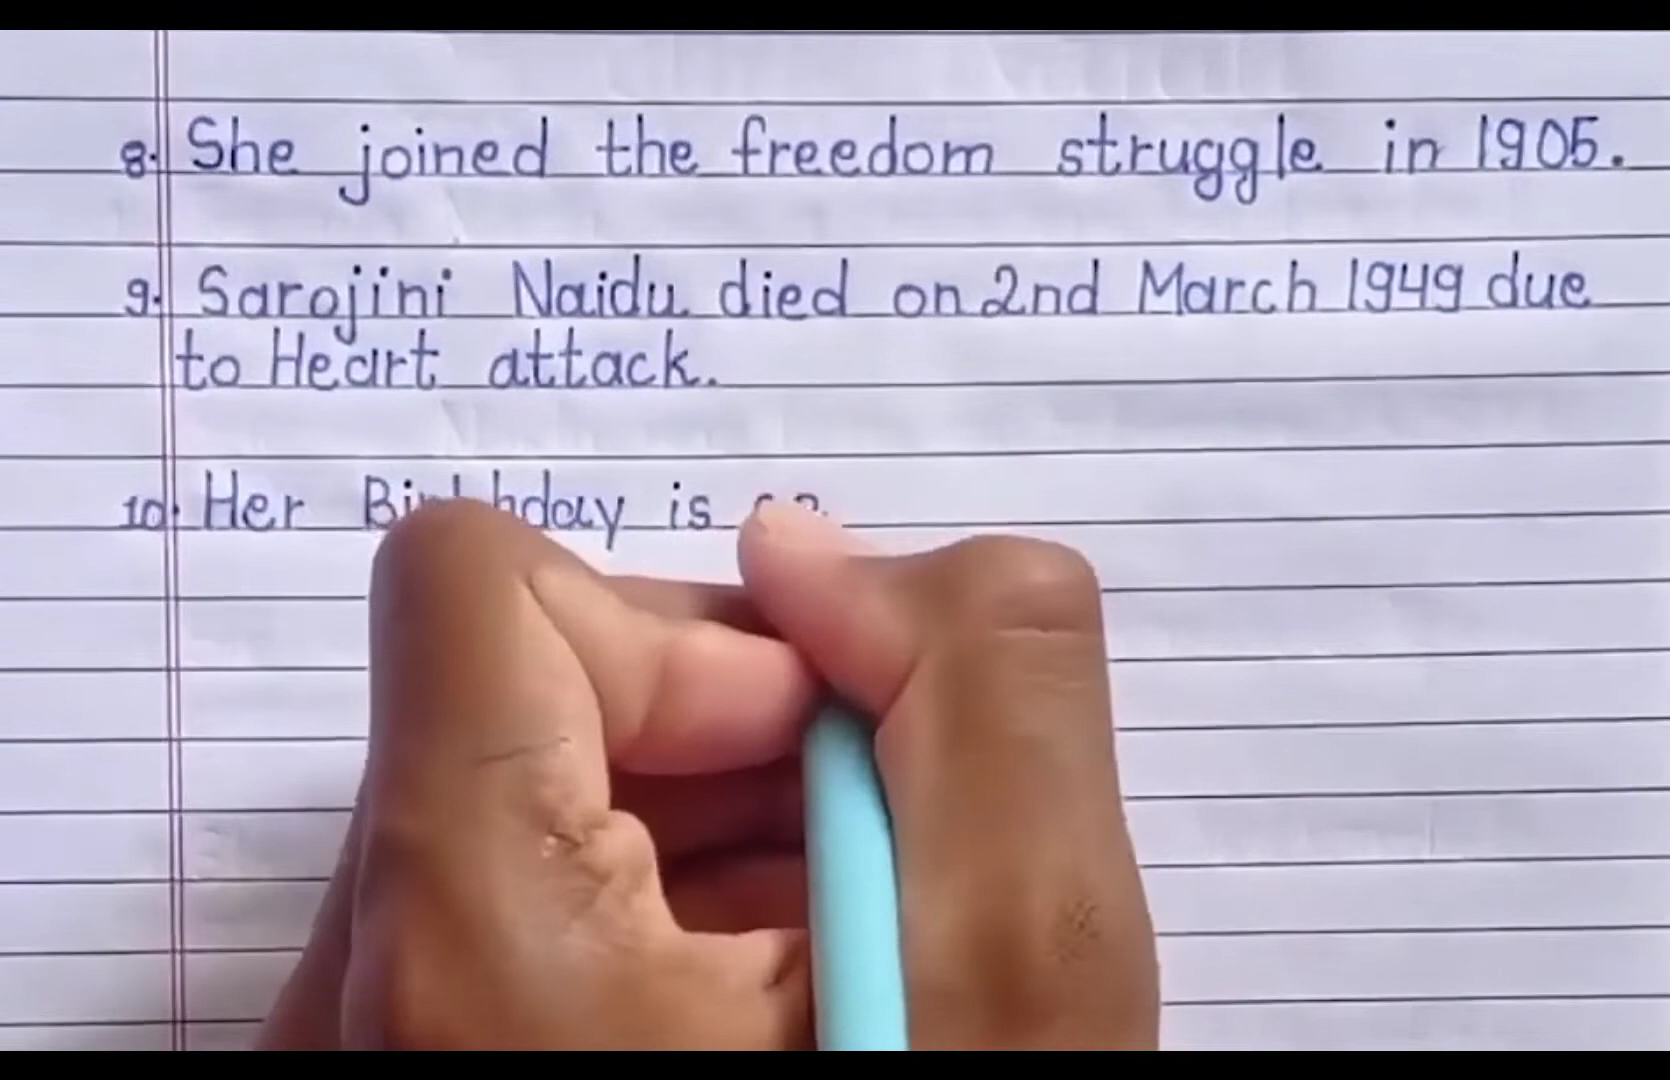 8. She joined the freedom struggle in 1905.
9. Sarojini Naidu died on 2nd March 1949 due
to Heart attack.
10. Her Birthday is